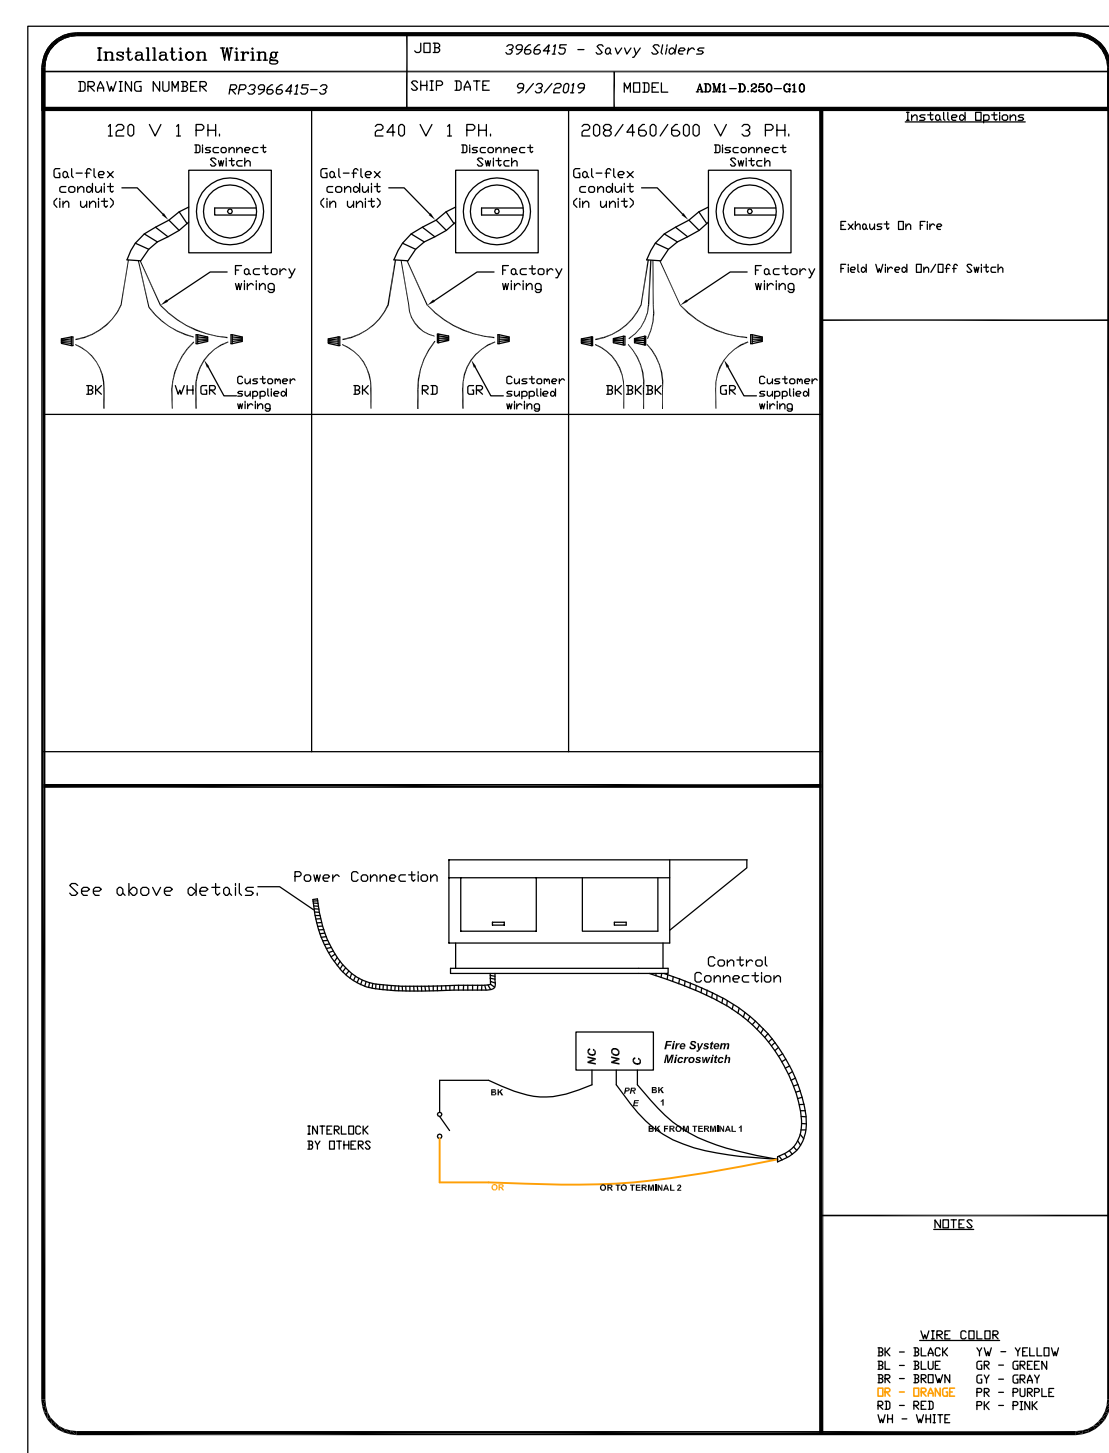 Installation Wiring
JOB 3966415 - Savvy Sliders
DRAWING NUMBER RP3966415-3
SHIP DATE 9/3/2019
MODEL ADM1-D.250-G10
120 V 1 PH.
Disconnect
Switch
Gal-flex
conduit
(in unit)
Factory
wiring
BK
WH
GR
Customer
supplied
wiring
240 V 1 PH.
Disconnect
Switch
Gal-flex
conduit
(in unit)
Factory
wiring
BK
RD
GR
Customer
supplied
wiring
208/460/600 V 3 PH.
Disconnect
Switch
Gal-flex
conduit
(in unit)
Factory
wiring
BK
BK
BK
GR
Customer
supplied
wiring
Installed Options
Exhaust On Fire
Field Wired On/Off Switch
See above details.
Power Connection
Control
Connection
NC
NO
C
Fire System
Microswitch
BK
PR
E
BK
1
INTERLOCK
BY OTHERS
BK FROM TERMINAL 1
OR
OR TO TERMINAL 2
NOTES
WIRE COLOR
BK - BLACK YW - YELLOW
BL - BLUE GR - GREEN
BR - BROWN GY - GRAY
OR - ORANGE PR - PURPLE
RD - RED PK - PINK
WH - WHITE